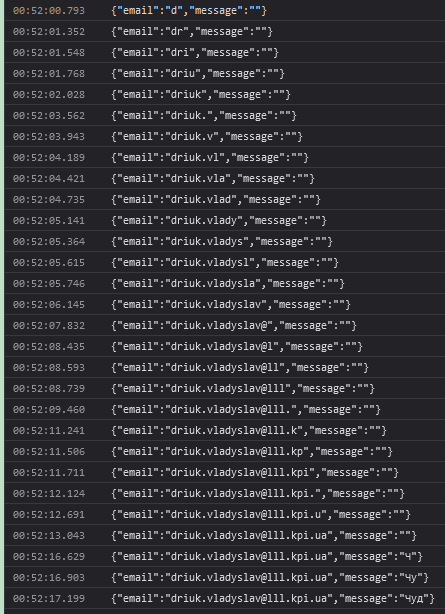 00:52:00.793 {"email":"d","message":""}
00:52:01.352 {"email":"dr","message":""}
00:52:01.548 {"email":"dri","message":""}
00:52:01.768 {"email":"driu","message":""}
00:52:02.028 {"email":"driuk","message":""}
00:52:03.562 {"email":"driuk.","message":""}
00:52:03.943 {"email":"driuk.v","message":""}
00:52:04.189 {"email":"driuk.vl","message":""}
00:52:04.421 {"email":"driuk.vla","message":""}
00:52:04.735 {"email":"driuk.vlad","message":""}
00:52:05.141 {"email":"driuk.vlady","message":""}
00:52:05.364 {"email":"driuk.vladys","message":""}
00:52:05.615 {"email":"driuk.vladysl","message":""}
00:52:05.746 {"email":"driuk.vladysla","message":""}
00:52:06.145 {"email":"driuk.vladyslav","message":""}
00:52:07.832 {"email":"driuk.vladyslav@","message":""}
00:52:08.435 {"email":"driuk.vladyslav@l","message":""}
00:52:08.593 {"email":"driuk.vladyslav@ll","message":""}
00:52:08.739 {"email":"driuk.vladyslav@lll","message":""}
00:52:09.460 {"email":"driuk.vladyslav@lll.","message":""}
00:52:11.241 {"email":"driuk.vladyslav@lll.k","message":""}
00:52:11.506 {"email":"driuk.vladyslav@lll.kp","message":""}
00:52:11.711 {"email":"driuk.vladyslav@lll.kpi","message":""}
00:52:12.124 {"email":"driuk.vladyslav@lll.kpi.","message":""}
00:52:12.691 {"email":"driuk.vladyslav@lll.kpi.u","message":""}
00:52:13.043 {"email":"driuk.vladyslav@lll.kpi.ua","message":""}
00:52:16.629 {"email":"driuk.vladyslav@lll.kpi.ua","message":"Ч"}
00:52:16.903 {"email":"driuk.vladyslav@lll.kpi.ua","message":"Чу"}
00:52:17.199 {"email":"driuk.vladyslav@lll.kpi.ua","message":"Чуд"}